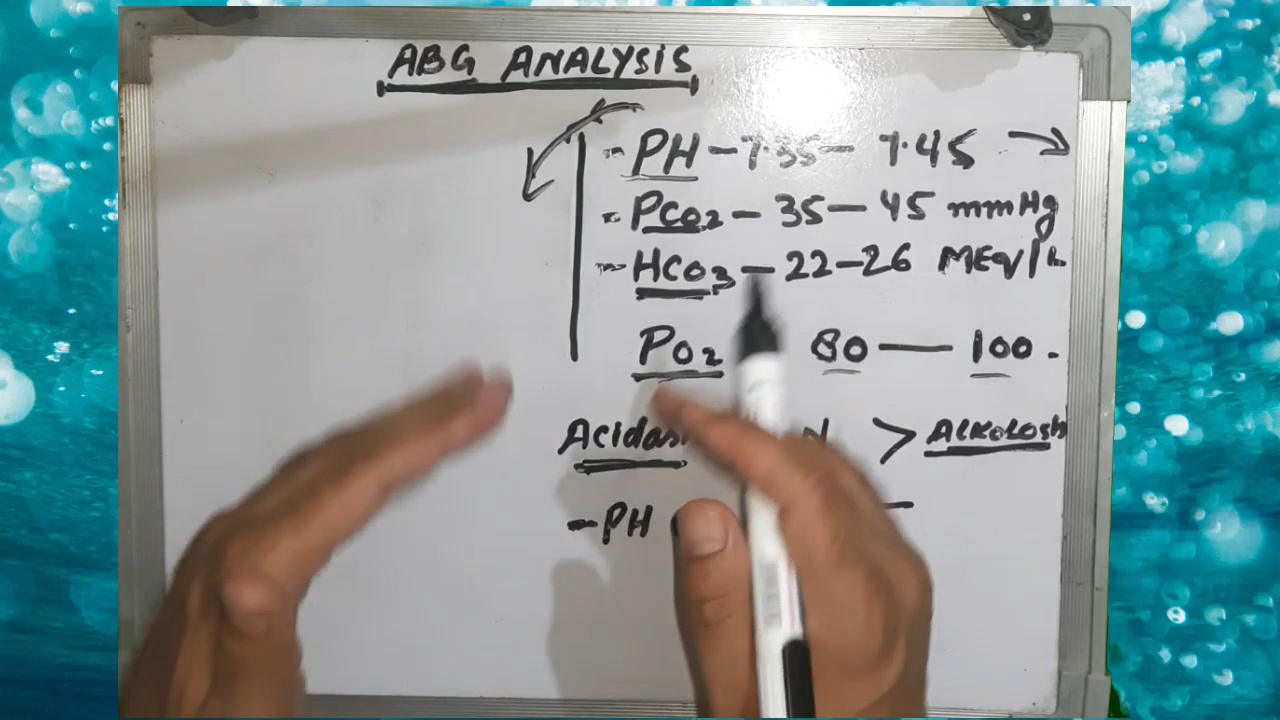 ABG ANALYSIS
- PH - 7.35 - 7.45 →
- PCO2 - 35 - 45 mmHg
- HCO3 - 22 - 26 MEq/L
PO2 80 — 100 .
N > Alkolosis
- PH —